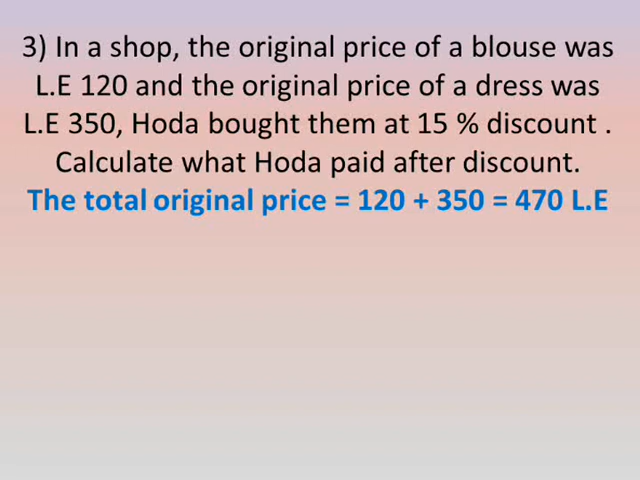 3) In a shop, the original price of a blouse was
L.E 120 and the original price of a dress was
L.E 350, Hoda bought them at 15 % discount .
Calculate what Hoda paid after discount.
The total original price = 120 + 350 = 470 L.E